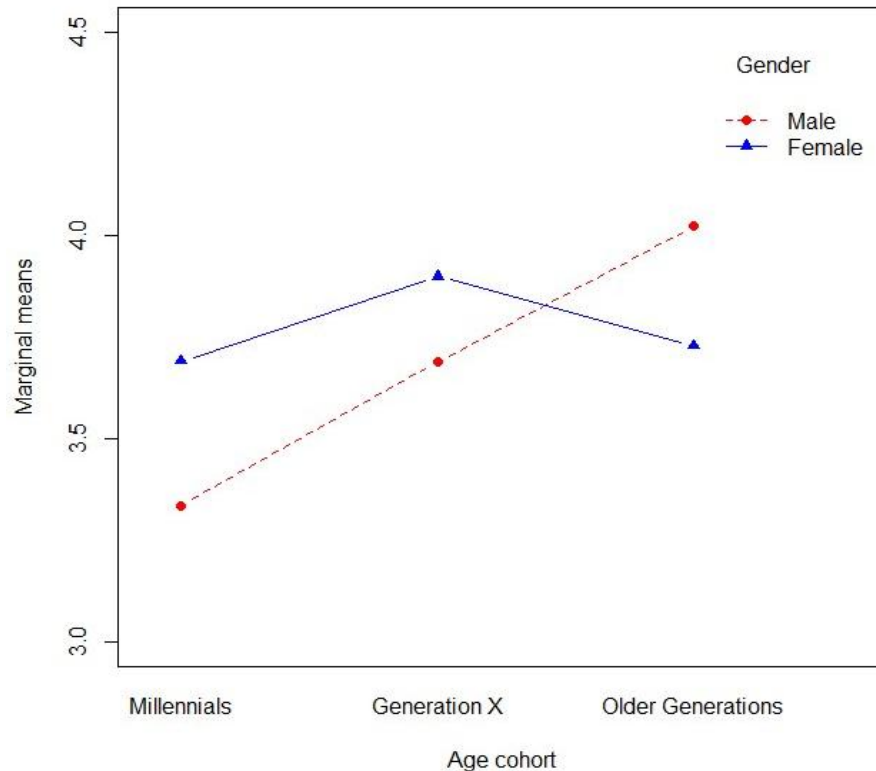 4.5
4.0
3.5
3.0
Marginal means
Gender
Male
Female
Millennials Generation X Older Generations
Age cohort